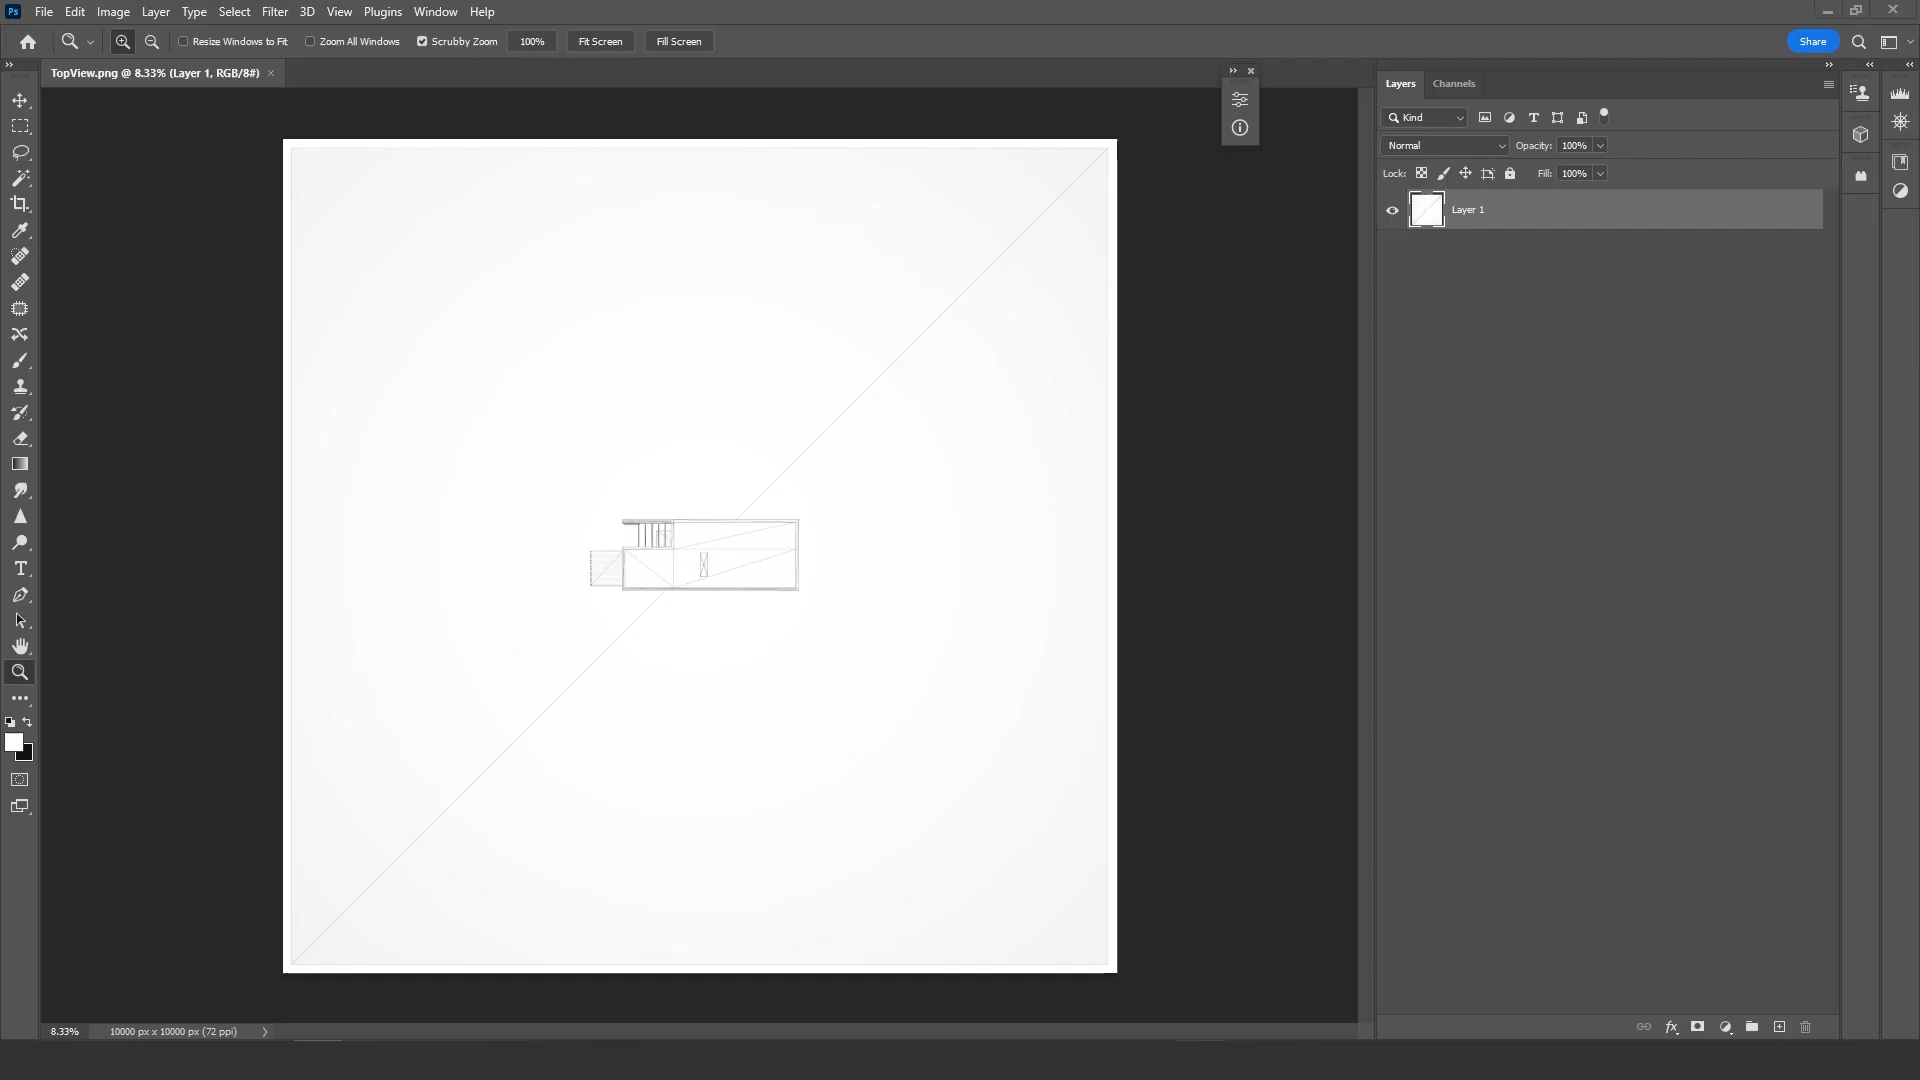 Ps File Edit Image Layer Type Select Filter 3D View Plugins Window Help
Resize Windows to Fit Zoom All Windows Scrubby Zoom 100% Fit Screen Fill Screen Share
TopView.png @ 8.33% (Layer 1, RGB/8#)
Layers Channels
Kind
Normal Opacity: 100%
Lock: Fill: 100%
Layer 1
8.33% 10000 px x 10000 px (72 ppi)